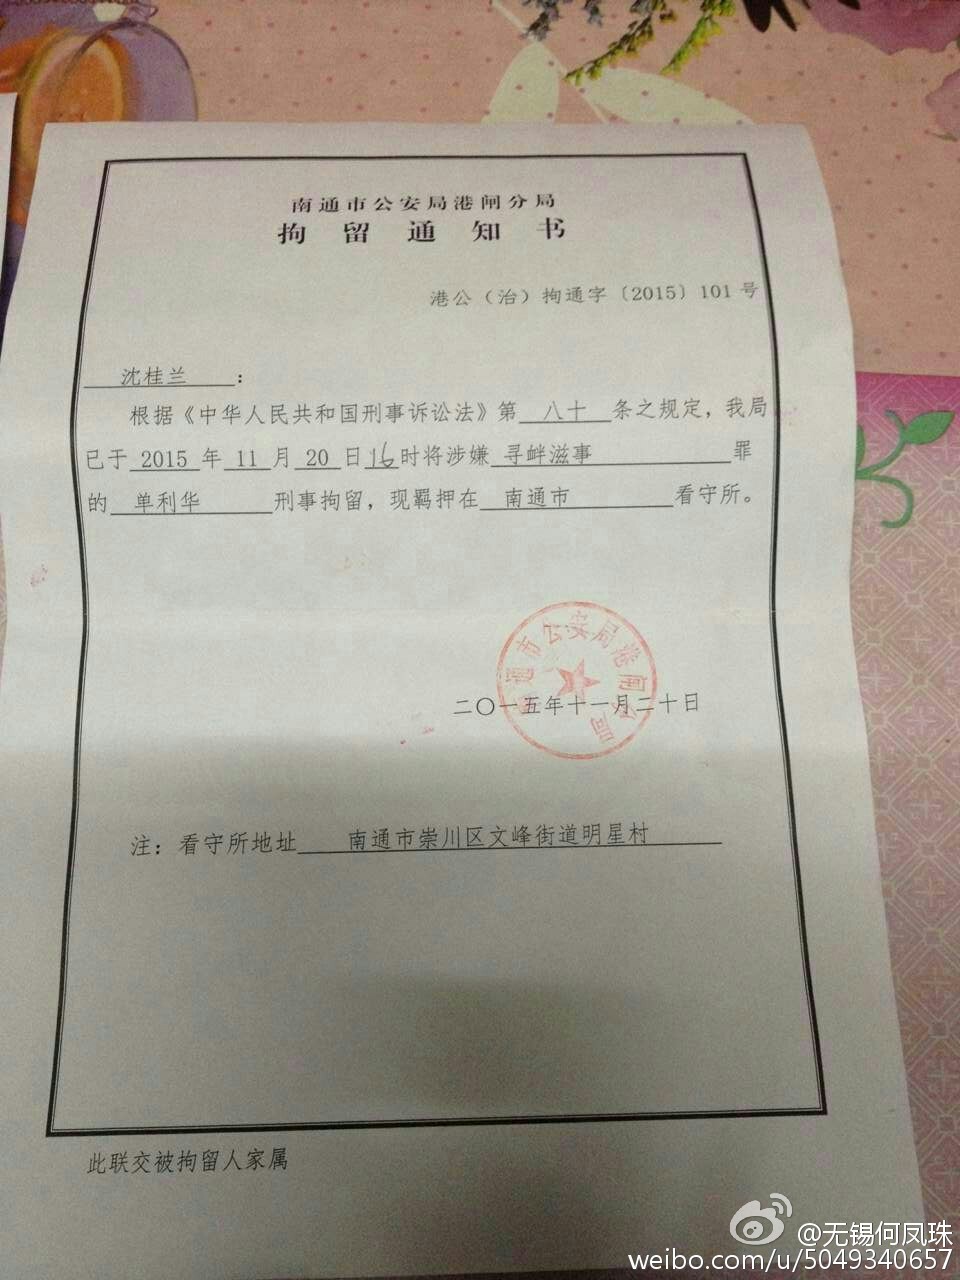 南通市公安局港闸分局
拘留通知书
港公（治）拘通字〔2015〕101号
沈桂兰：
根据《中华人民共和国刑事诉讼法》第八十条之规定，我局
已于2015年11月20日16时将涉嫌寻衅滋事罪
的单利华刑事拘留，现羁押在南通市看守所。
南通市公安局港闸分局
二〇一五年十一月二十日
注：看守所地址南通市崇川区文峰街道明星村
此联交被拘留人家属
@无锡何凤珠
weibo.com/u/5049340657